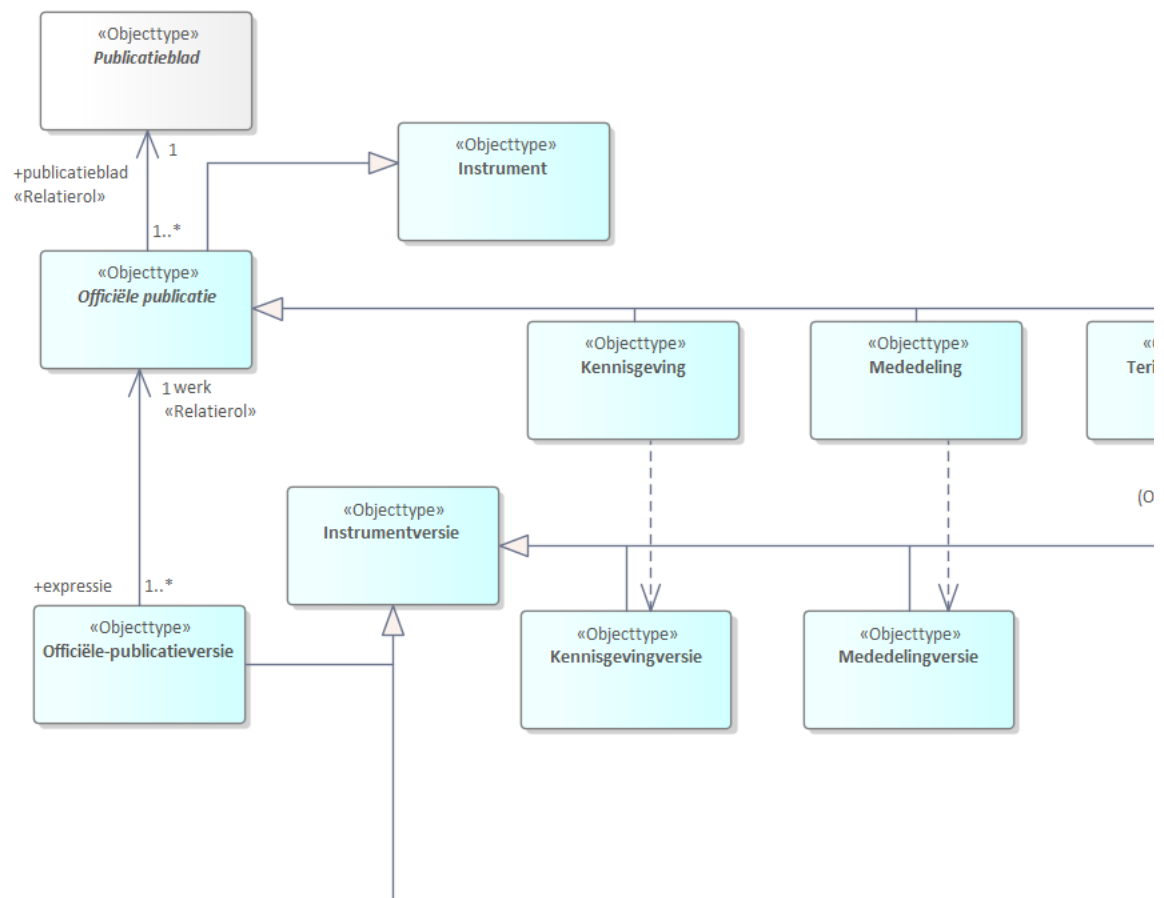 «Objecttype»
Publicatieblad
1
+publicatieblad
«Relatierol»
1..*
«Objecttype»
Instrument
«Objecttype»
Officiële publicatie
«Objecttype»
Kennisgeving
«Objecttype»
Mededeling
1 werk
«Relatierol»
«Objecttype»
Instrumentversie
+expressie
1..*
«Objecttype»
Officiële-publicatieversie
«Objecttype»
Kennisgevingversie
«Objecttype»
Mededelingversie